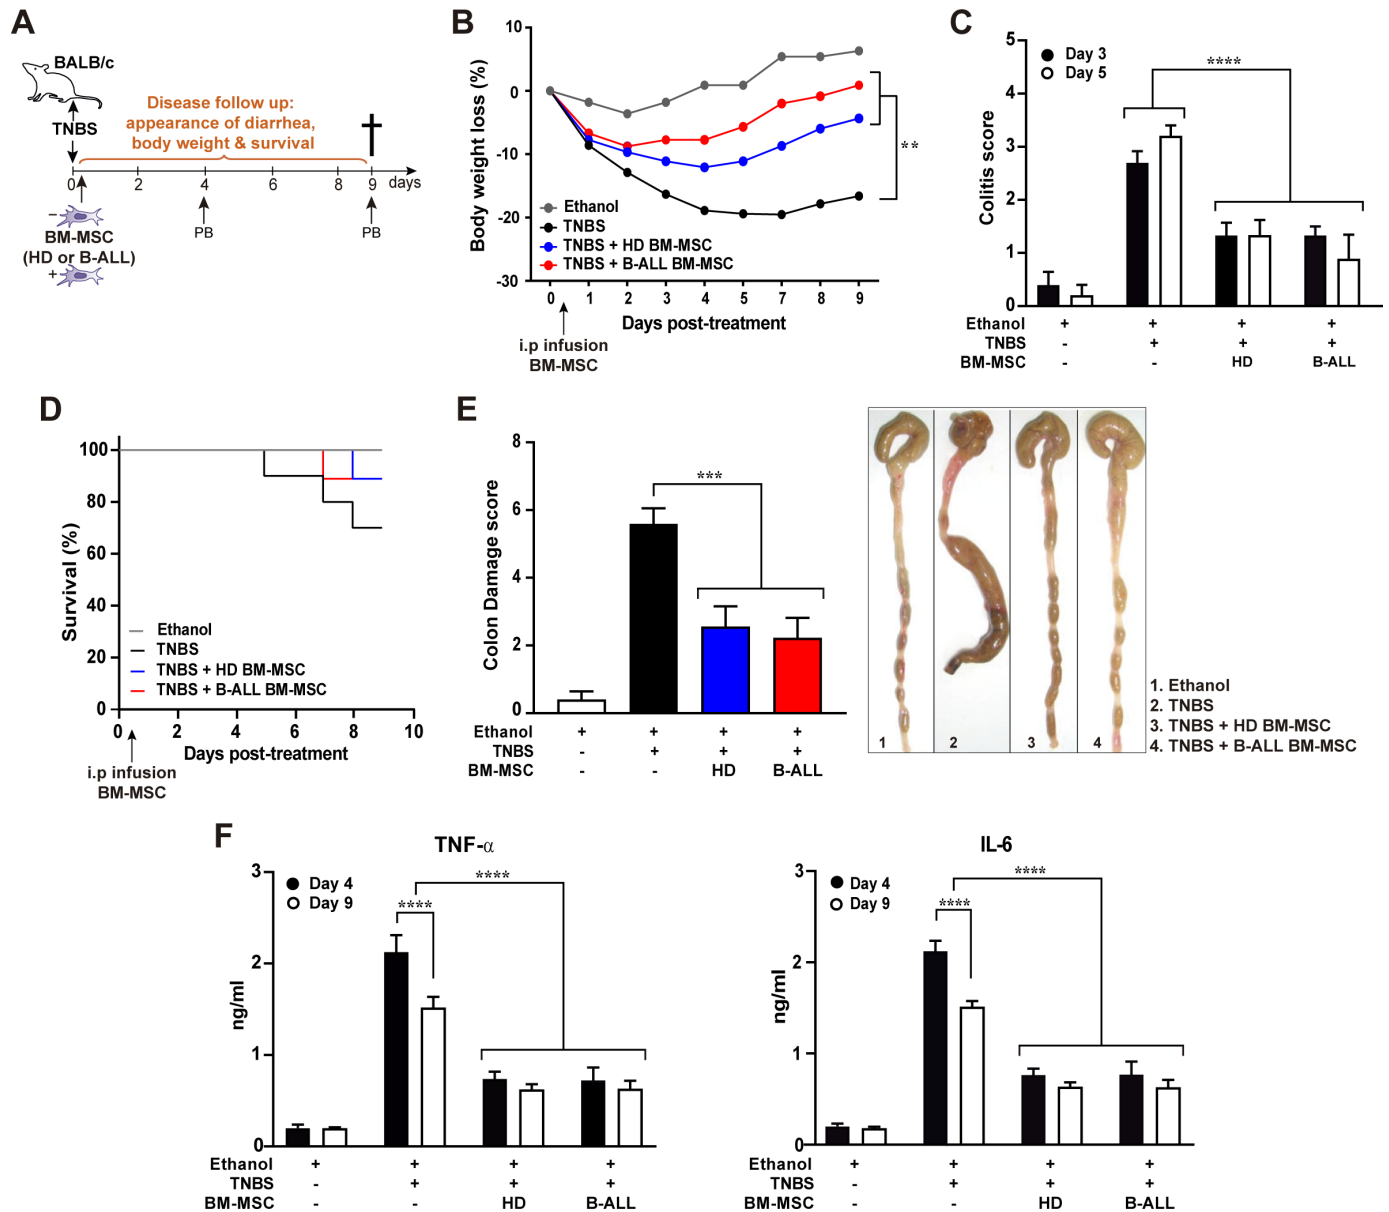 A
BALB/c
TNBS
Disease follow up:
appearance of diarrhea,
body weight & survival
0 2 4 6 8 9 days
BM-MSC
(HD or B-ALL)
PB PB
− +
B
Body weight loss (%)
10
0
-10
-20
-30
Ethanol
TNBS
TNBS + HD BM-MSC
TNBS + B-ALL BM-MSC
**
0 1 2 3 4 5 7 8 9
Days post-treatment
i.p infusion
BM-MSC
C
Colitis score
Day 3
Day 5
****
5
4
3
2
1
0
Ethanol + + + +
TNBS - + + +
BM-MSC - - HD B-ALL
D
Survival (%)
100
80
60
40
20
0
Ethanol
TNBS
TNBS + HD BM-MSC
TNBS + B-ALL BM-MSC
0 2 4 6 8 10
Days post-treatment
i.p infusion
BM-MSC
E
Colon Damage score
8
6
4
2
0
***
Ethanol + + + +
TNBS - + + +
BM-MSC - - HD B-ALL
1 2 3 4
1. Ethanol
2. TNBS
3. TNBS + HD BM-MSC
4. TNBS + B-ALL BM-MSC
F
TNF-α
ng/ml
3
2
1
0
Day 4
Day 9
****
****
Ethanol + + + +
TNBS - + + +
BM-MSC - - HD B-ALL
IL-6
ng/ml
3
2
1
0
Day 4
Day 9
****
****
Ethanol + + + +
TNBS - + + +
BM-MSC - - HD B-ALL